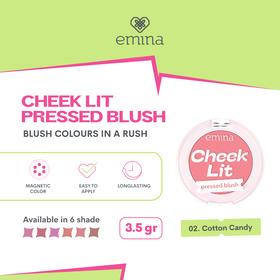 emina
CHEEK LIT
PRESSED BLUSH
BLUSH COLOURS IN A RUSH
MAGNETIC
COLOR
EASY TO
APPLY
LONGLASTING
Available in 6 shade
3.5 gr
emina
Cheek
Lit
pressed blush
02. Cotton Candy